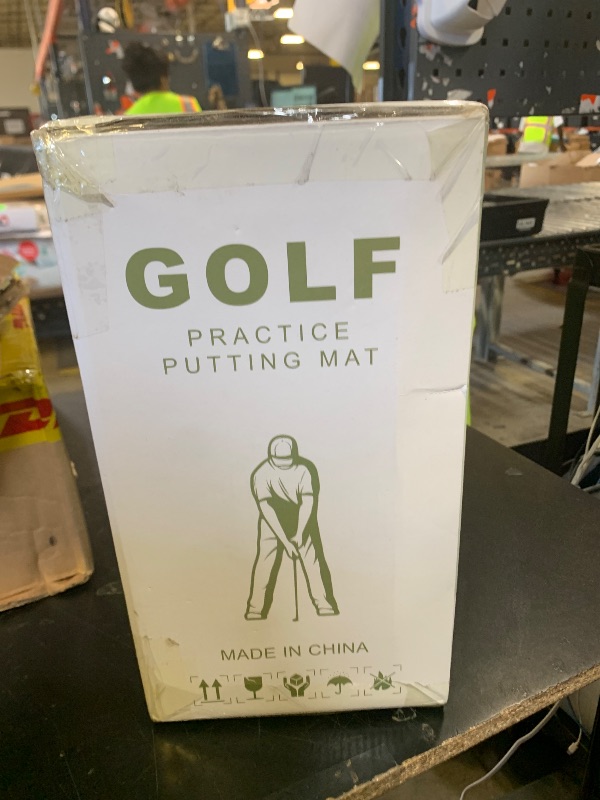 GOLF
PRACTICE
PUTTING MAT
MADE IN CHINA